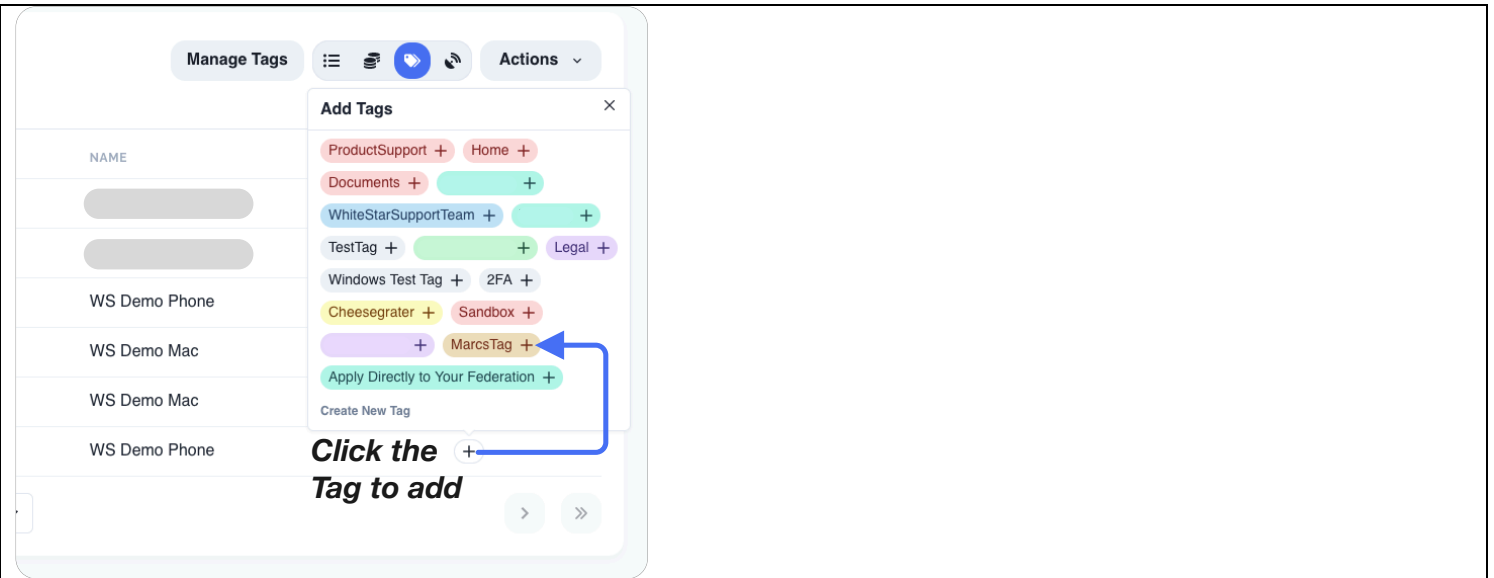 Manage Tags
Actions
Add Tags
NAME
ProductSupport + Home +
Documents + +
WhiteStarSupportTeam + +
TestTag + + Legal +
Windows Test Tag + 2FA +
WS Demo Phone
Cheesegrater + Sandbox +
+ MarcsTag +
WS Demo Mac
Apply Directly to Your Federation +
WS Demo Mac
Create New Tag
WS Demo Phone
Click the +
Tag to add